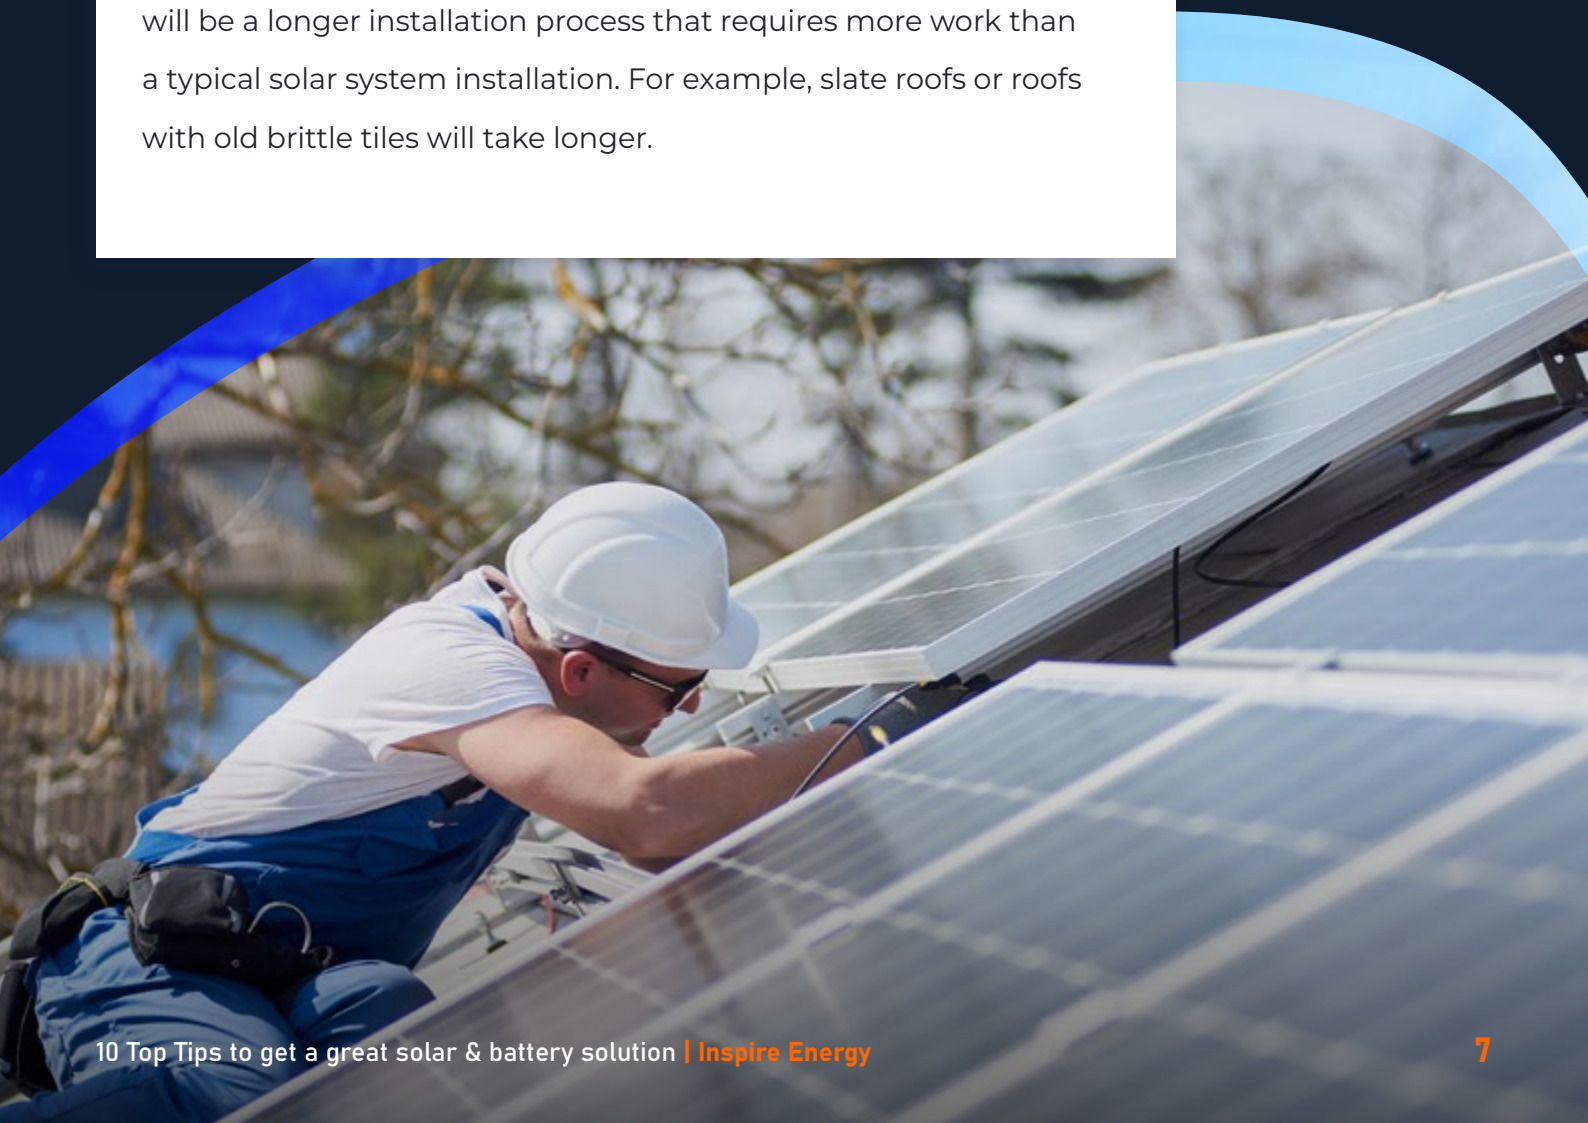 will be a longer installation process that requires more work than
a typical solar system installation. For example, slate roofs or roofs
with old brittle tiles will take longer.
10 Top Tips to get a great solar & battery solution | Inspire Energy
7